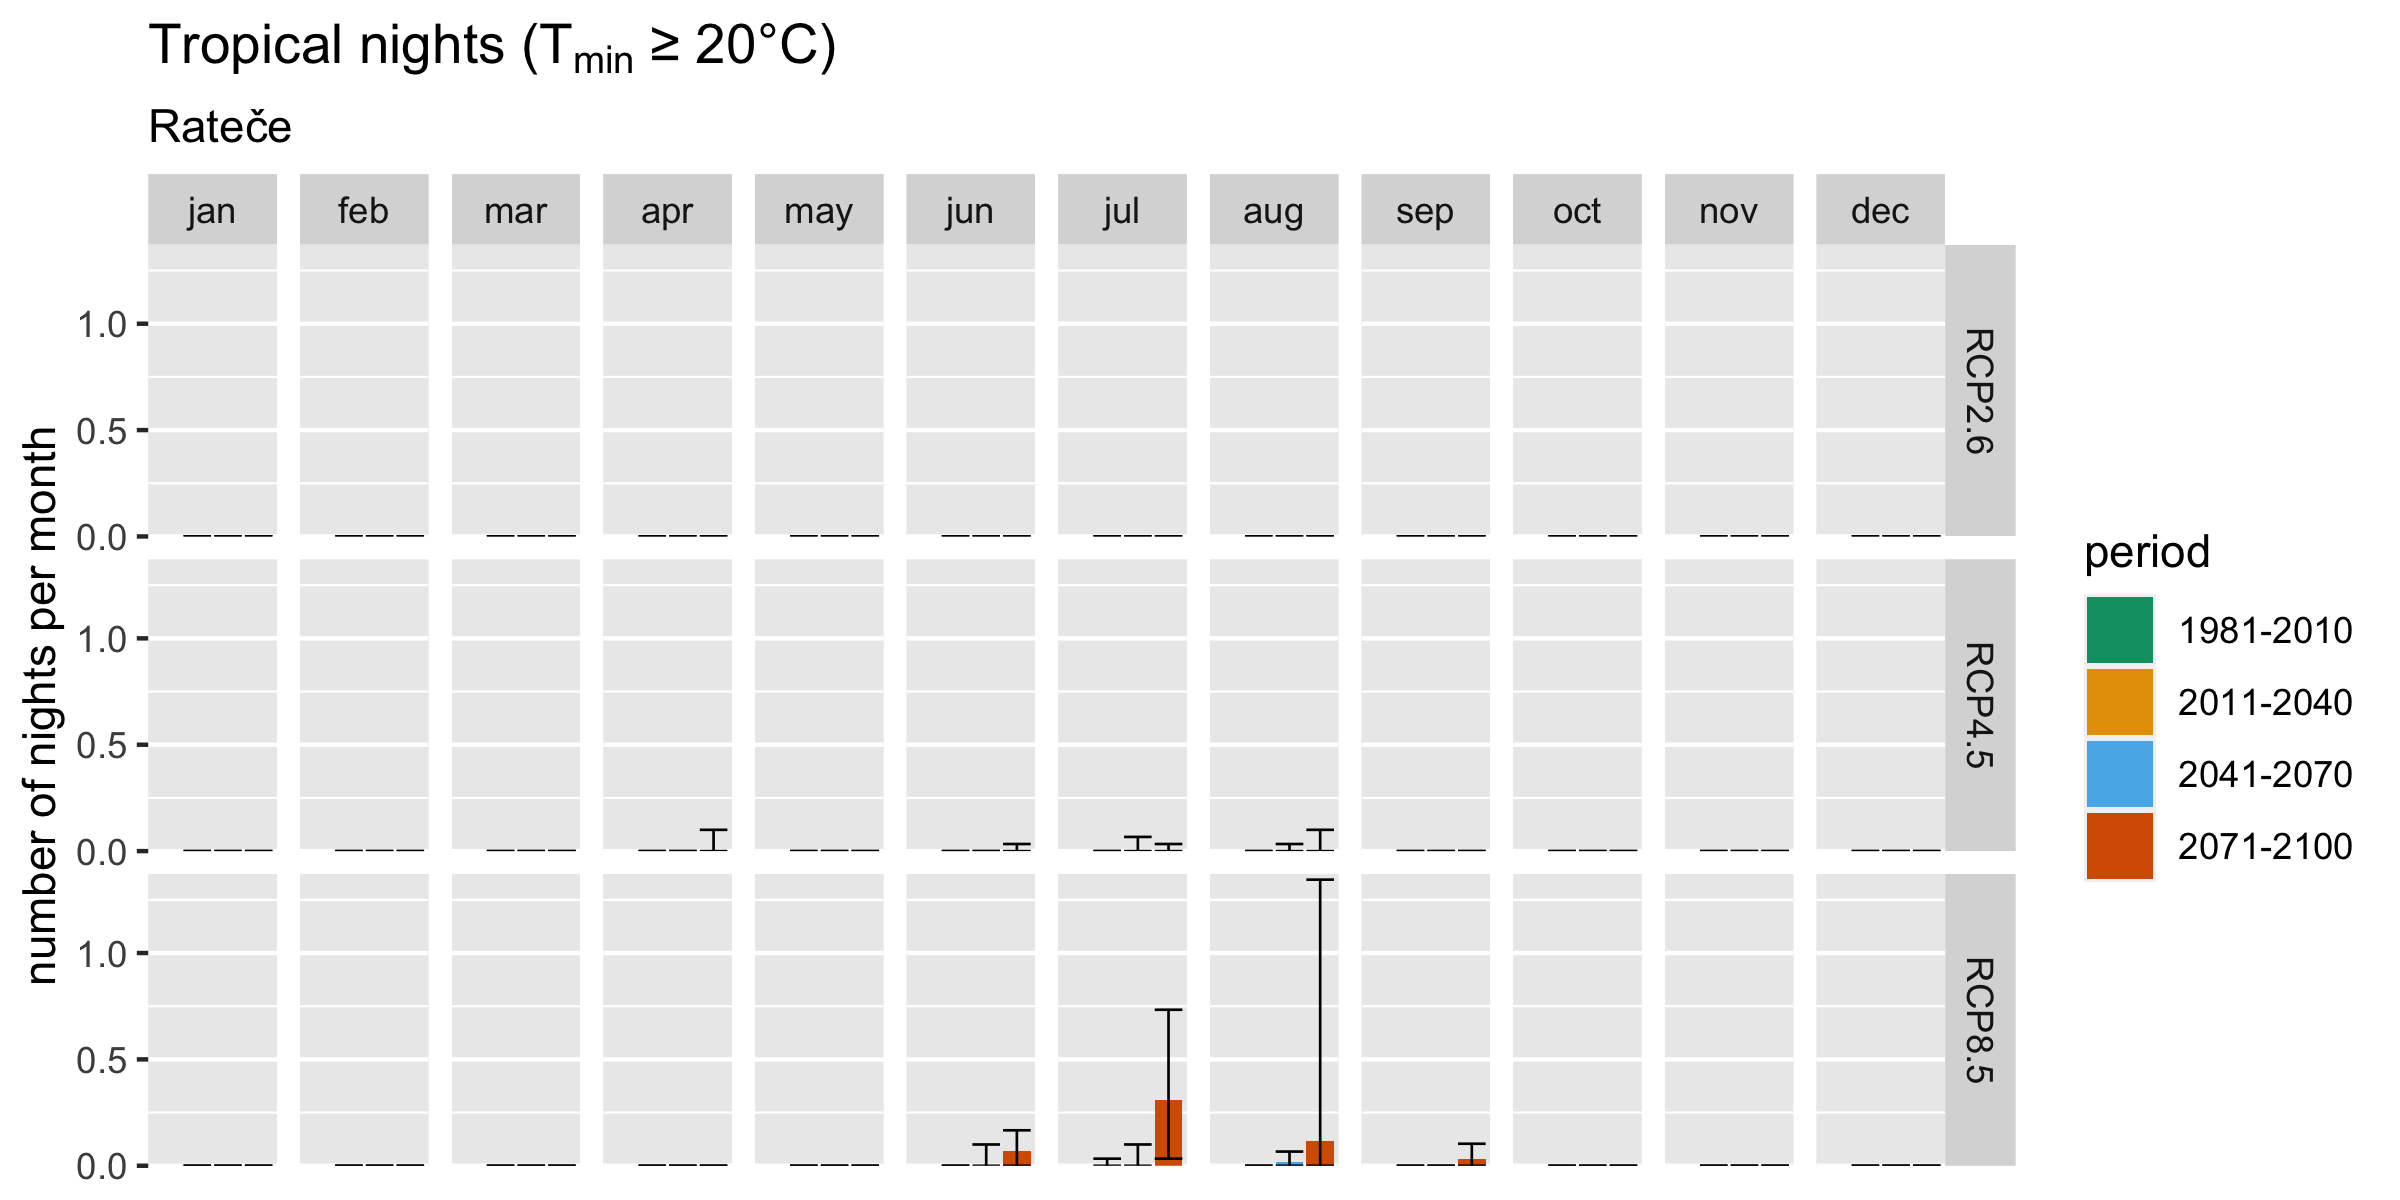 Tropical nights (Tmin ≥ 20°C)
Rateče
jan feb mar apr may jun jul aug sep oct nov dec
number of nights per month
1.0
0.5
0.0
RCP2.6
1.0
0.5
0.0
RCP4.5
1.0
0.5
0.0
RCP8.5
period
1981-2010
2011-2040
2041-2070
2071-2100